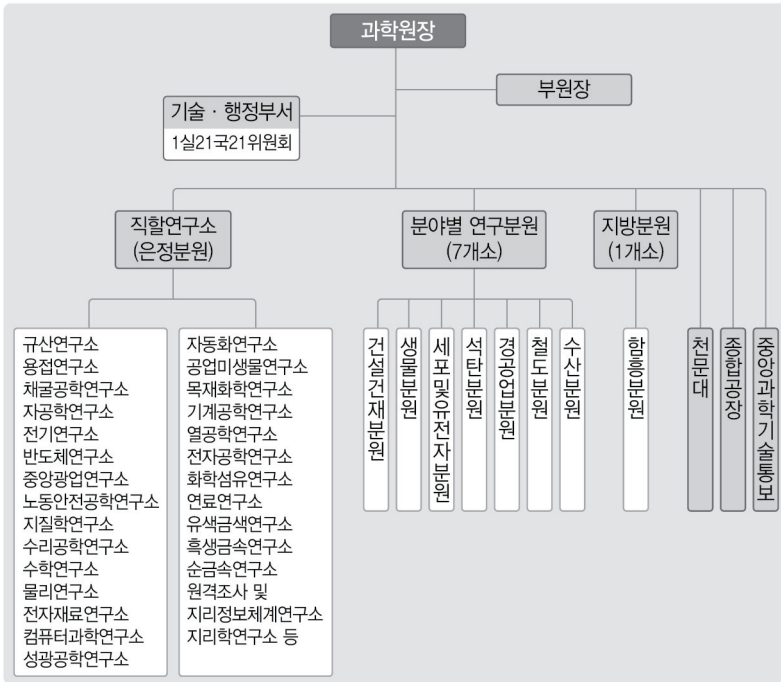 과학원장
부원장
기술 · 행정부서
1실21국21위원회
직할연구소
(은정분원)
분야별 연구분원
(7개소)
지방분원
(1개소)
규산연구소
용접연구소
채굴공학연구소
자공학연구소
전기연구소
반도체연구소
중앙광업연구소
노동안전공학연구소
지질학연구소
수리공학연구소
수학연구소
물리연구소
전자재료연구소
컴퓨터과학연구소
성광공학연구소
자동화연구소
공업미생물연구소
목재화학연구소
기계공학연구소
열공학연구소
전자공학연구소
화학섬유연구소
연료연구소
유색금색연구소
흑생금속연구소
순금속연구소
원격조사 및
지리정보체계연구소
지리학연구소 등
건설건재분원
생물분원
세포및유전자분원
석탄분원
경공업분원
철도분원
수산분원
함흥분원
천문대
종합공장
중앙과학기술통보